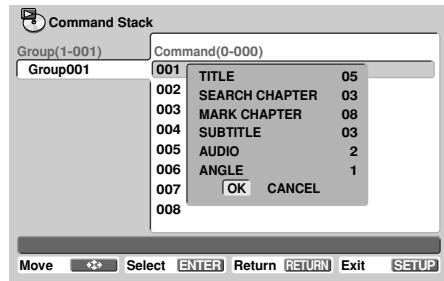 Command Stack
Group(1-001) Command(0-000)
Group001 001
TITLE 05
002 SEARCH CHAPTER 03
003 MARK CHAPTER 08
004 SUBTITLE 03
005 AUDIO 2
006 ANGLE 1
007 OK CANCEL
008
Move Select ENTER Return RETURN Exit SETUP